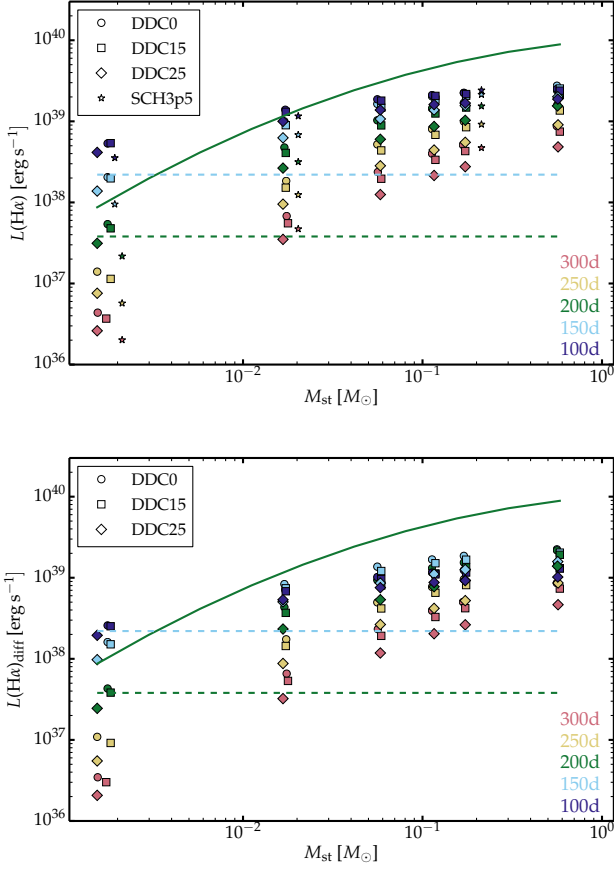 10^40
10^39
10^38
10^37
10^36
L(Hα) [erg s^−1]
DDC0
DDC15
DDC25
SCH3p5
300d
250d
200d
150d
100d
10^−2
10^−1
10^0
M_st [M_⊙]
10^40
10^39
10^38
10^37
10^36
L(Hα)_diff [erg s^−1]
DDC0
DDC15
DDC25
300d
250d
200d
150d
100d
10^−2
10^−1
10^0
M_st [M_⊙]